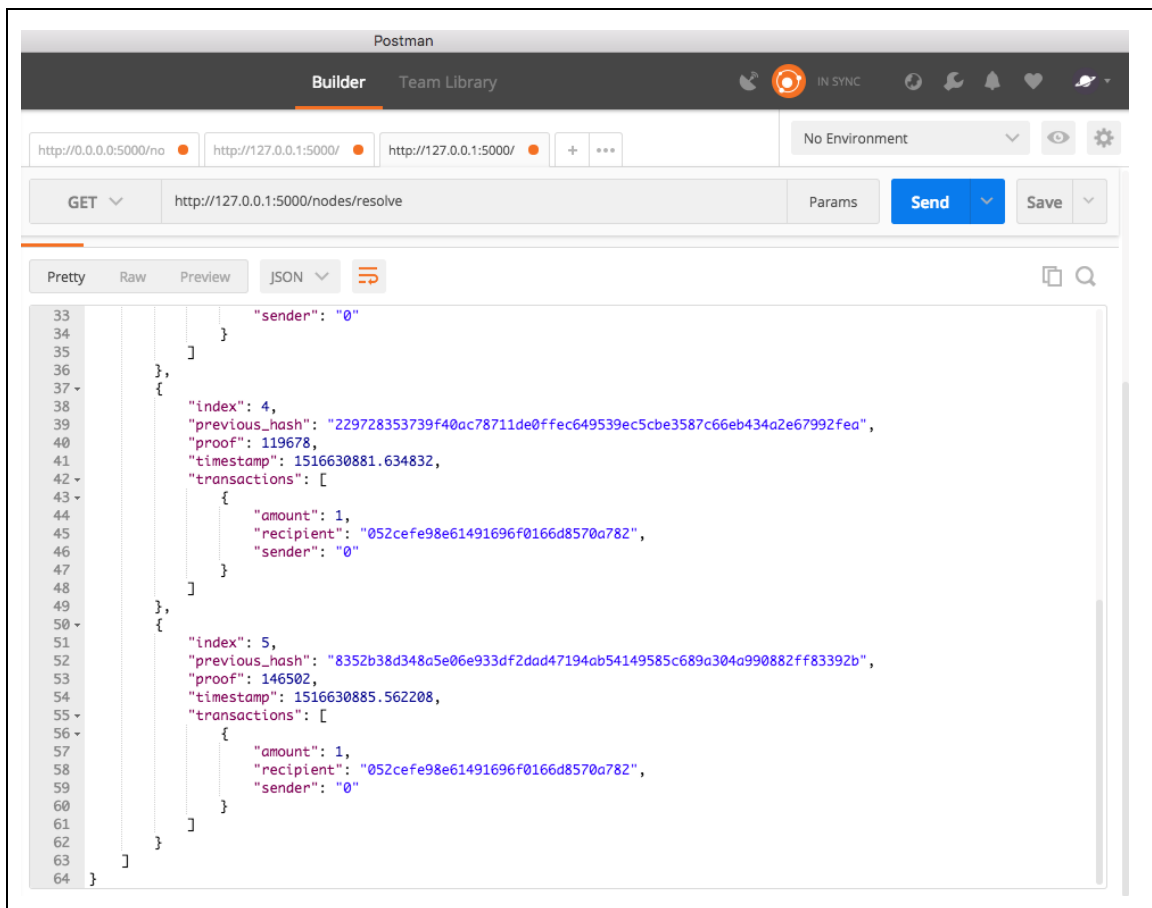 Postman
Builder Team Library IN SYNC
http://0.0.0.0:5000/no http://127.0.0.1:5000/ http://127.0.0.1:5000/ + ••• No Environment
GET http://127.0.0.1:5000/nodes/resolve Params Send Save
Pretty Raw Preview JSON
33 "sender": "0"
34 }
35 ]
36 },
37 {
38 "index": 4,
39 "previous_hash": "229728353739f40ac78711de0ffec649539ec5cbe3587c66eb434a2e67992fea",
40 "proof": 119678,
41 "timestamp": 1516630881.634832,
42 "transactions": [
43 {
44 "amount": 1,
45 "recipient": "052cefe98e61491696f0166d8570a782",
46 "sender": "0"
47 }
48 ]
49 },
50 {
51 "index": 5,
52 "previous_hash": "8352b38d348a5e06e933df2dad47194ab54149585c689a304a990882ff83392b",
53 "proof": 146502,
54 "timestamp": 1516630885.562208,
55 "transactions": [
56 {
57 "amount": 1,
58 "recipient": "052cefe98e61491696f0166d8570a782",
59 "sender": "0"
60 }
61 ]
62 }
63 ]
64 }